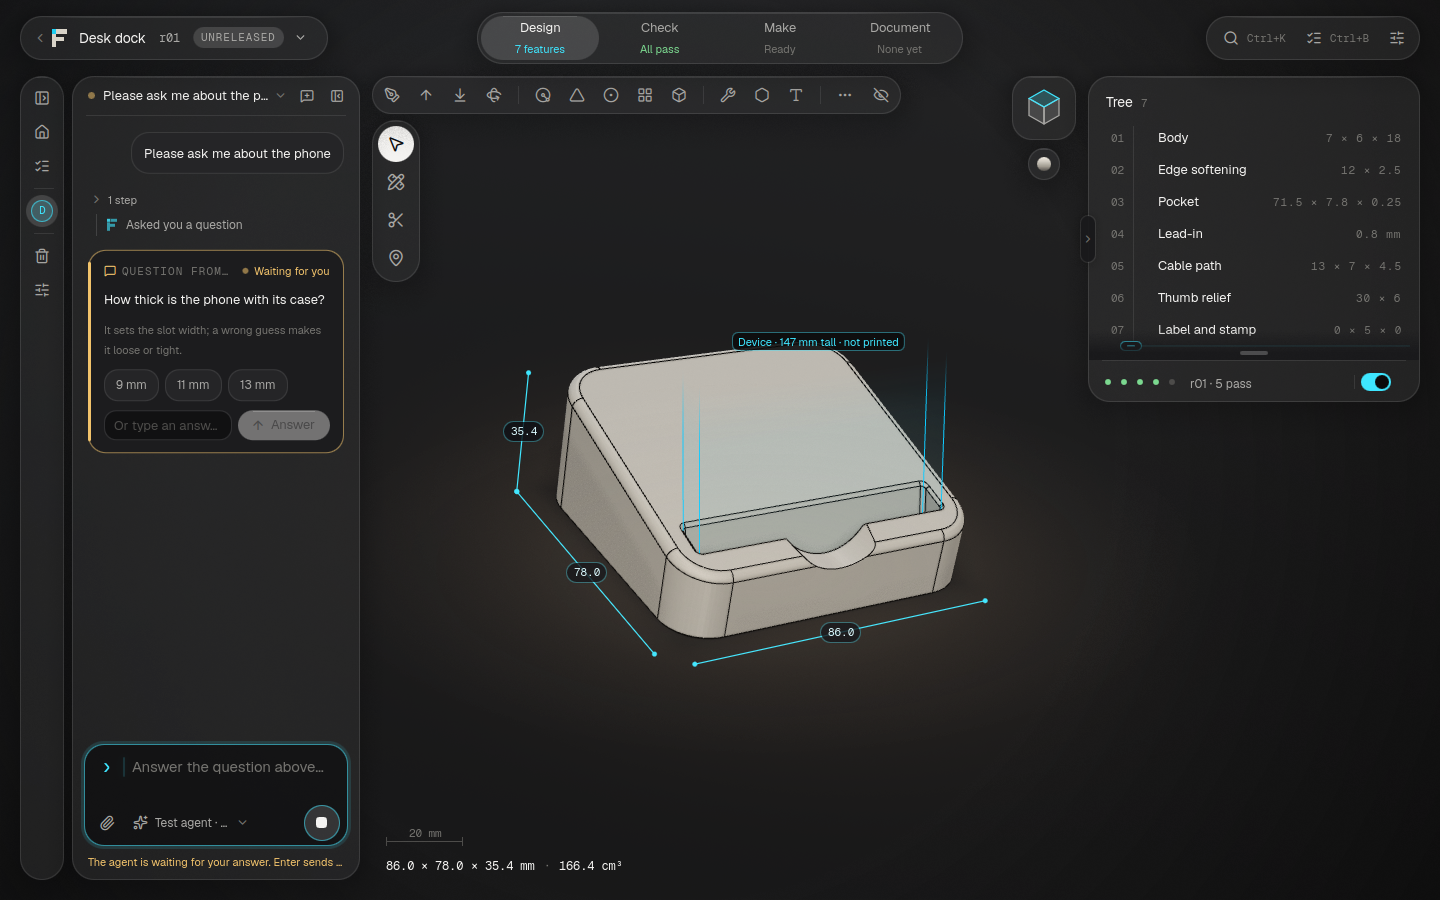 Desk dock r01 UNRELEASED
Design
7 features
Check
All pass
Make
Ready
Document
None yet
Ctrl+K
Ctrl+B
Please ask me about the p…
Please ask me about the phone
1 step
Asked you a question
D
QUESTION FROM…
Waiting for you
How thick is the phone with its case?
It sets the slot width; a wrong guess makes
it loose or tight.
9 mm
11 mm
13 mm
Or type an answ…
Answer
Answer the question above…
Test agent · …
The agent is waiting for your answer. Enter sends …
Device · 147 mm tall · not printed
35.4
78.0
86.0
20 mm
86.0 × 78.0 × 35.4 mm · 166.4 cm³
Tree 7
01 Body 7 × 6 × 18
02 Edge softening 12 × 2.5
03 Pocket 71.5 × 7.8 × 0.25
04 Lead-in 0.8 mm
05 Cable path 13 × 7 × 4.5
06 Thumb relief 30 × 6
07 Label and stamp 0 × 5 × 0
r01 · 5 pass